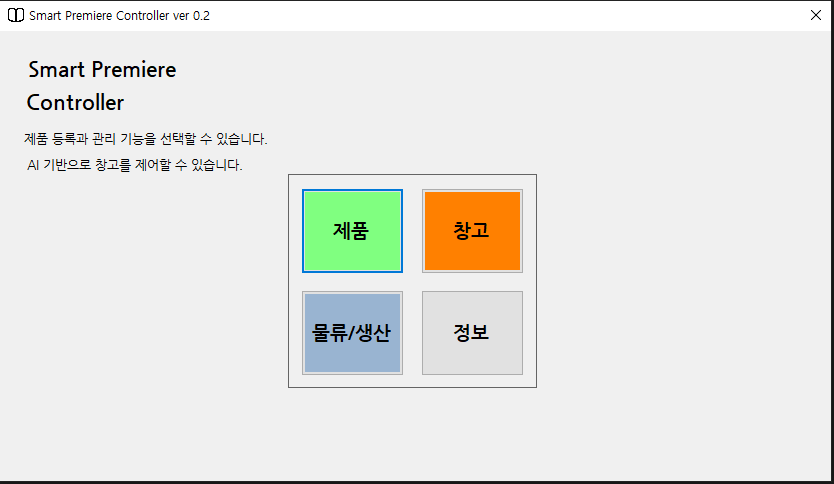 Smart Premiere Controller ver 0.2
Smart Premiere
Controller
제품 등록과 관리 기능을 선택할 수 있습니다.
AI 기반으로 창고를 제어할 수 있습니다.
제품
창고
물류/생산
정보